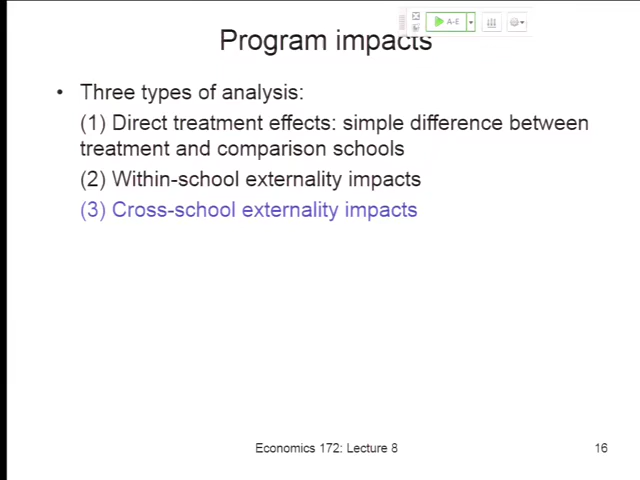 Program impacts
A-E
• Three types of analysis:
(1) Direct treatment effects: simple difference between
treatment and comparison schools
(2) Within-school externality impacts
(3) Cross-school externality impacts
Economics 172: Lecture 8
16